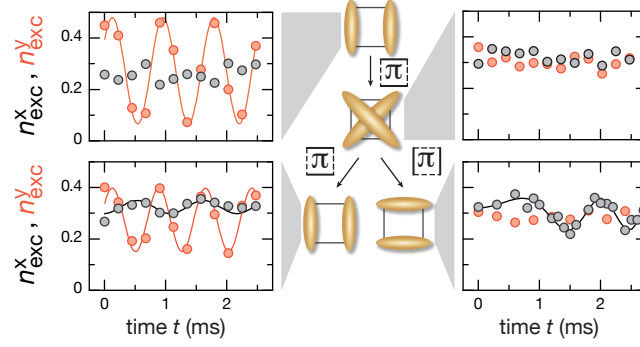 0.4
0.2
0
n^x_exc , n^y_exc
π
0.4
0.2
0
n^x_exc , n^y_exc
π
π
0
1
2
0
1
2
time t (ms)
time t (ms)